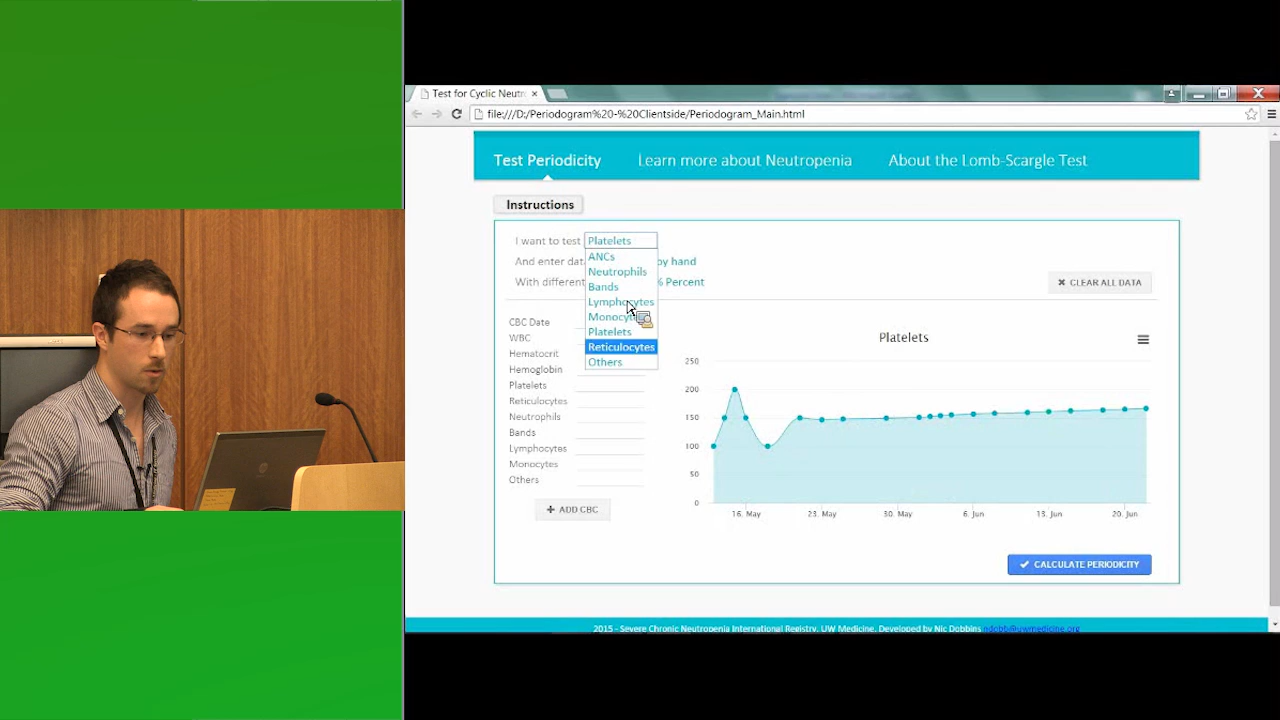 Test for Cyclic Neutr
file:///D:/Periodogram%20-%20Clientside/Periodogram_Main.html
Test Periodicity Learn more about Neutropenia About the Lomb-Scargle Test
Instructions
I want to test Platelets
And enter dat by hand
With different % Percent
ANCs
Neutrophils
Bands
Lymphocytes
Monocyt
Platelets
Reticulocytes
Others
CLEAR ALL DATA
CBC Date
WBC
Hematocrit
Hemoglobin
Platelets
Reticulocytes
Neutrophils
Bands
Lymphocytes
Monocytes
Others
ADD CBC
Platelets
250
200
150
100
50
0
16. May 23. May 30. May 6. Jun 13. Jun 20. Jun
CALCULATE PERIODICITY
2015 - Severe Chronic Neutropenia International Registry. UW Medicine. Developed by Nic Dobbins ndobb@uwmedicine.org